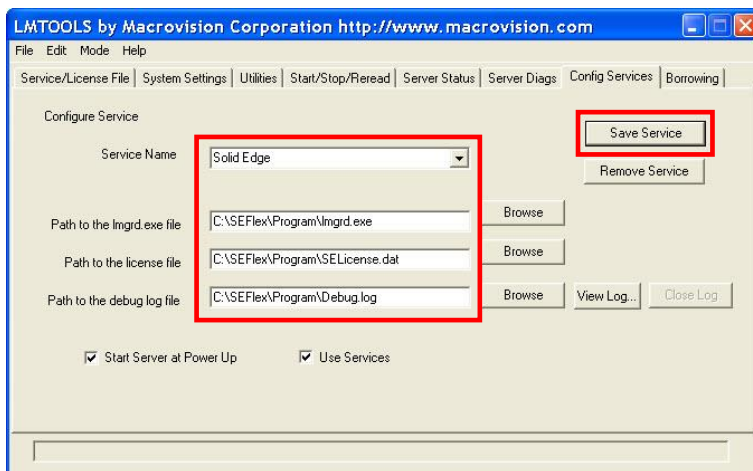 LMTOOLS by Macrovision Corporation http://www.macrovision.com
File Edit Mode Help
Service/License File System Settings Utilities Start/Stop/Reread Server Status Server Diags Config Services Borrowing
Configure Service
Save Service
Service Name Solid Edge
Remove Service
Path to the lmgrd.exe file C:\SEFlex\Program\lmgrd.exe Browse
Path to the license file C:\SEFlex\Program\SELicense.dat Browse
Path to the debug log file C:\SEFlex\Program\Debug.log Browse View Log... Close Log
Start Server at Power Up Use Services